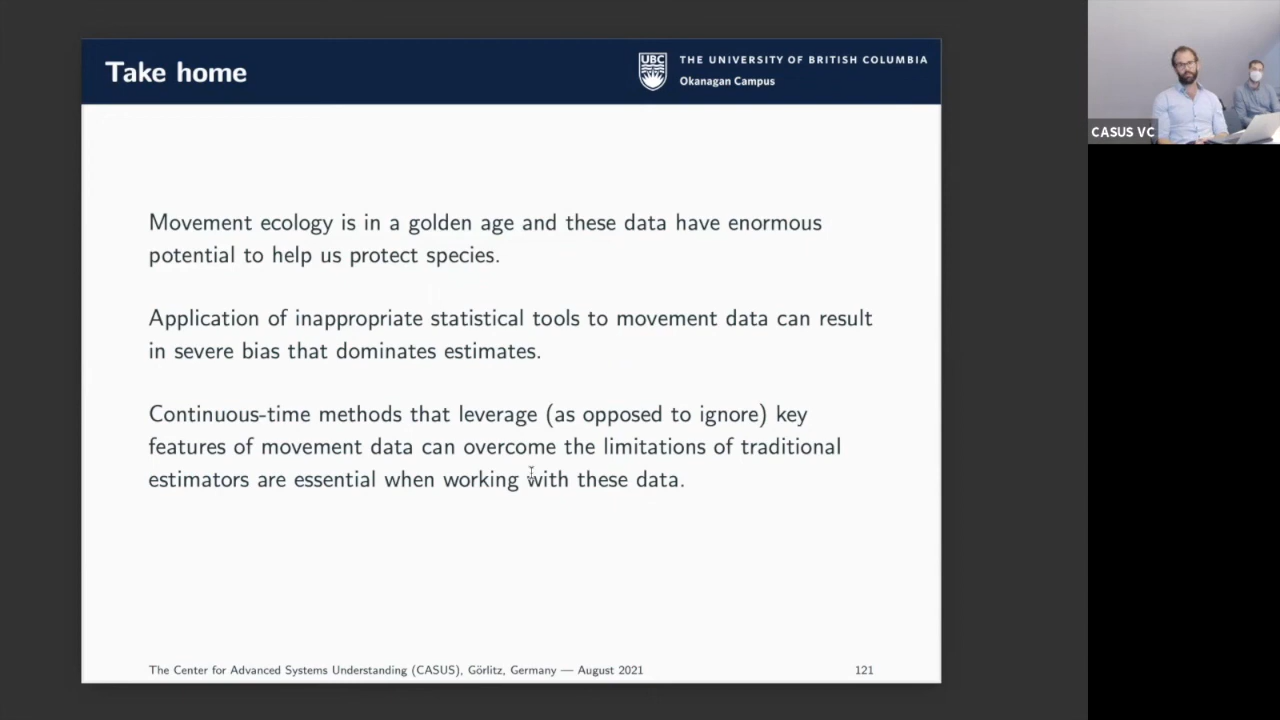 Take home
UBC
THE UNIVERSITY OF BRITISH COLUMBIA
Okanagan Campus
CASUS VC
Movement ecology is in a golden age and these data have enormous
potential to help us protect species.
Application of inappropriate statistical tools to movement data can result
in severe bias that dominates estimates.
Continuous-time methods that leverage (as opposed to ignore) key
features of movement data can overcome the limitations of traditional
estimators are essential when working with these data.
The Center for Advanced Systems Understanding (CASUS), Görlitz, Germany — August 2021
121